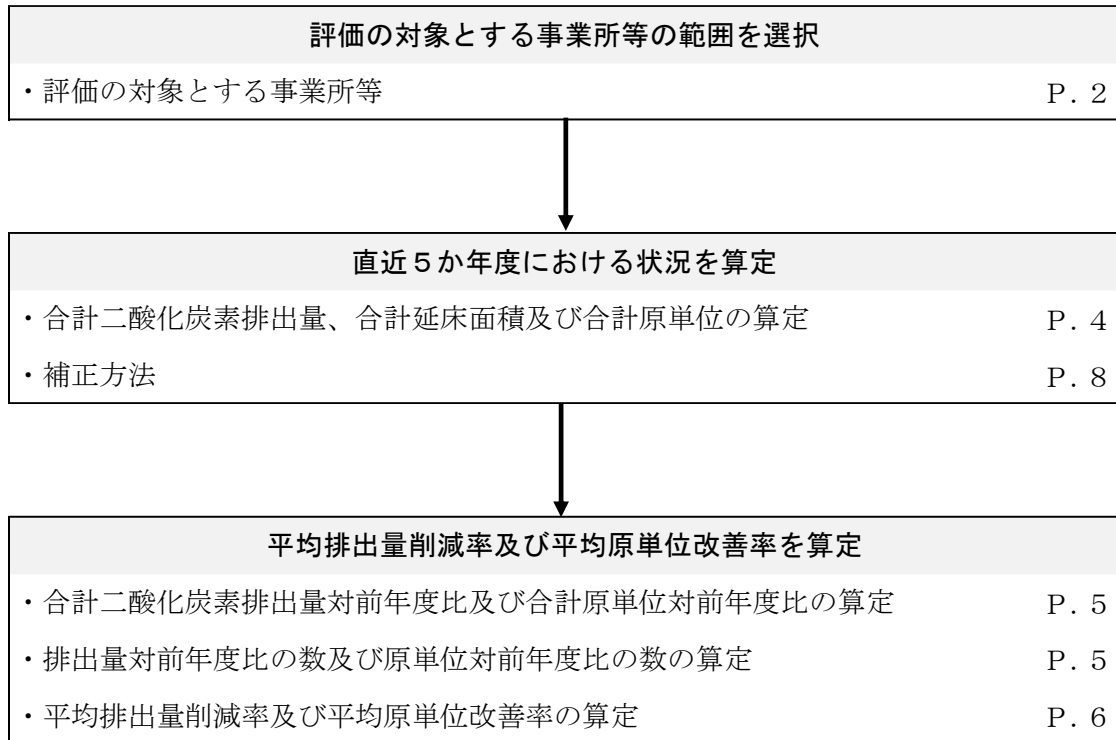 評価の対象とする事業所等の範囲を選択
・評価の対象とする事業所等 Ｐ．２
直近５か年度における状況を算定
・合計二酸化炭素排出量、合計延床面積及び合計原単位の算定 Ｐ．４
・補正方法 Ｐ．８
平均排出量削減率及び平均原単位改善率を算定
・合計二酸化炭素排出量対前年度比及び合計原単位対前年度比の算定 Ｐ．５
・排出量対前年度比の数及び原単位対前年度比の数の算定 Ｐ．５
・平均排出量削減率及び平均原単位改善率の算定 Ｐ．６